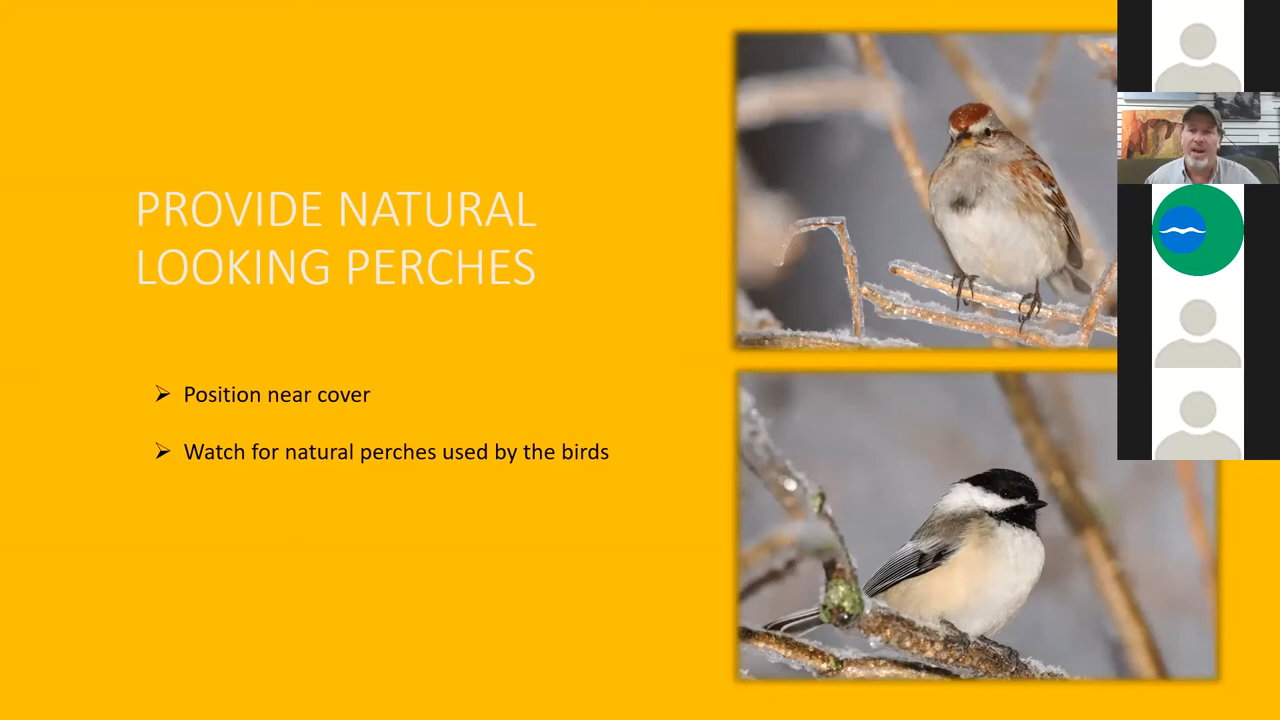 PROVIDE NATURAL
LOOKING PERCHES
➢ Position near cover
➢ Watch for natural perches used by the birds